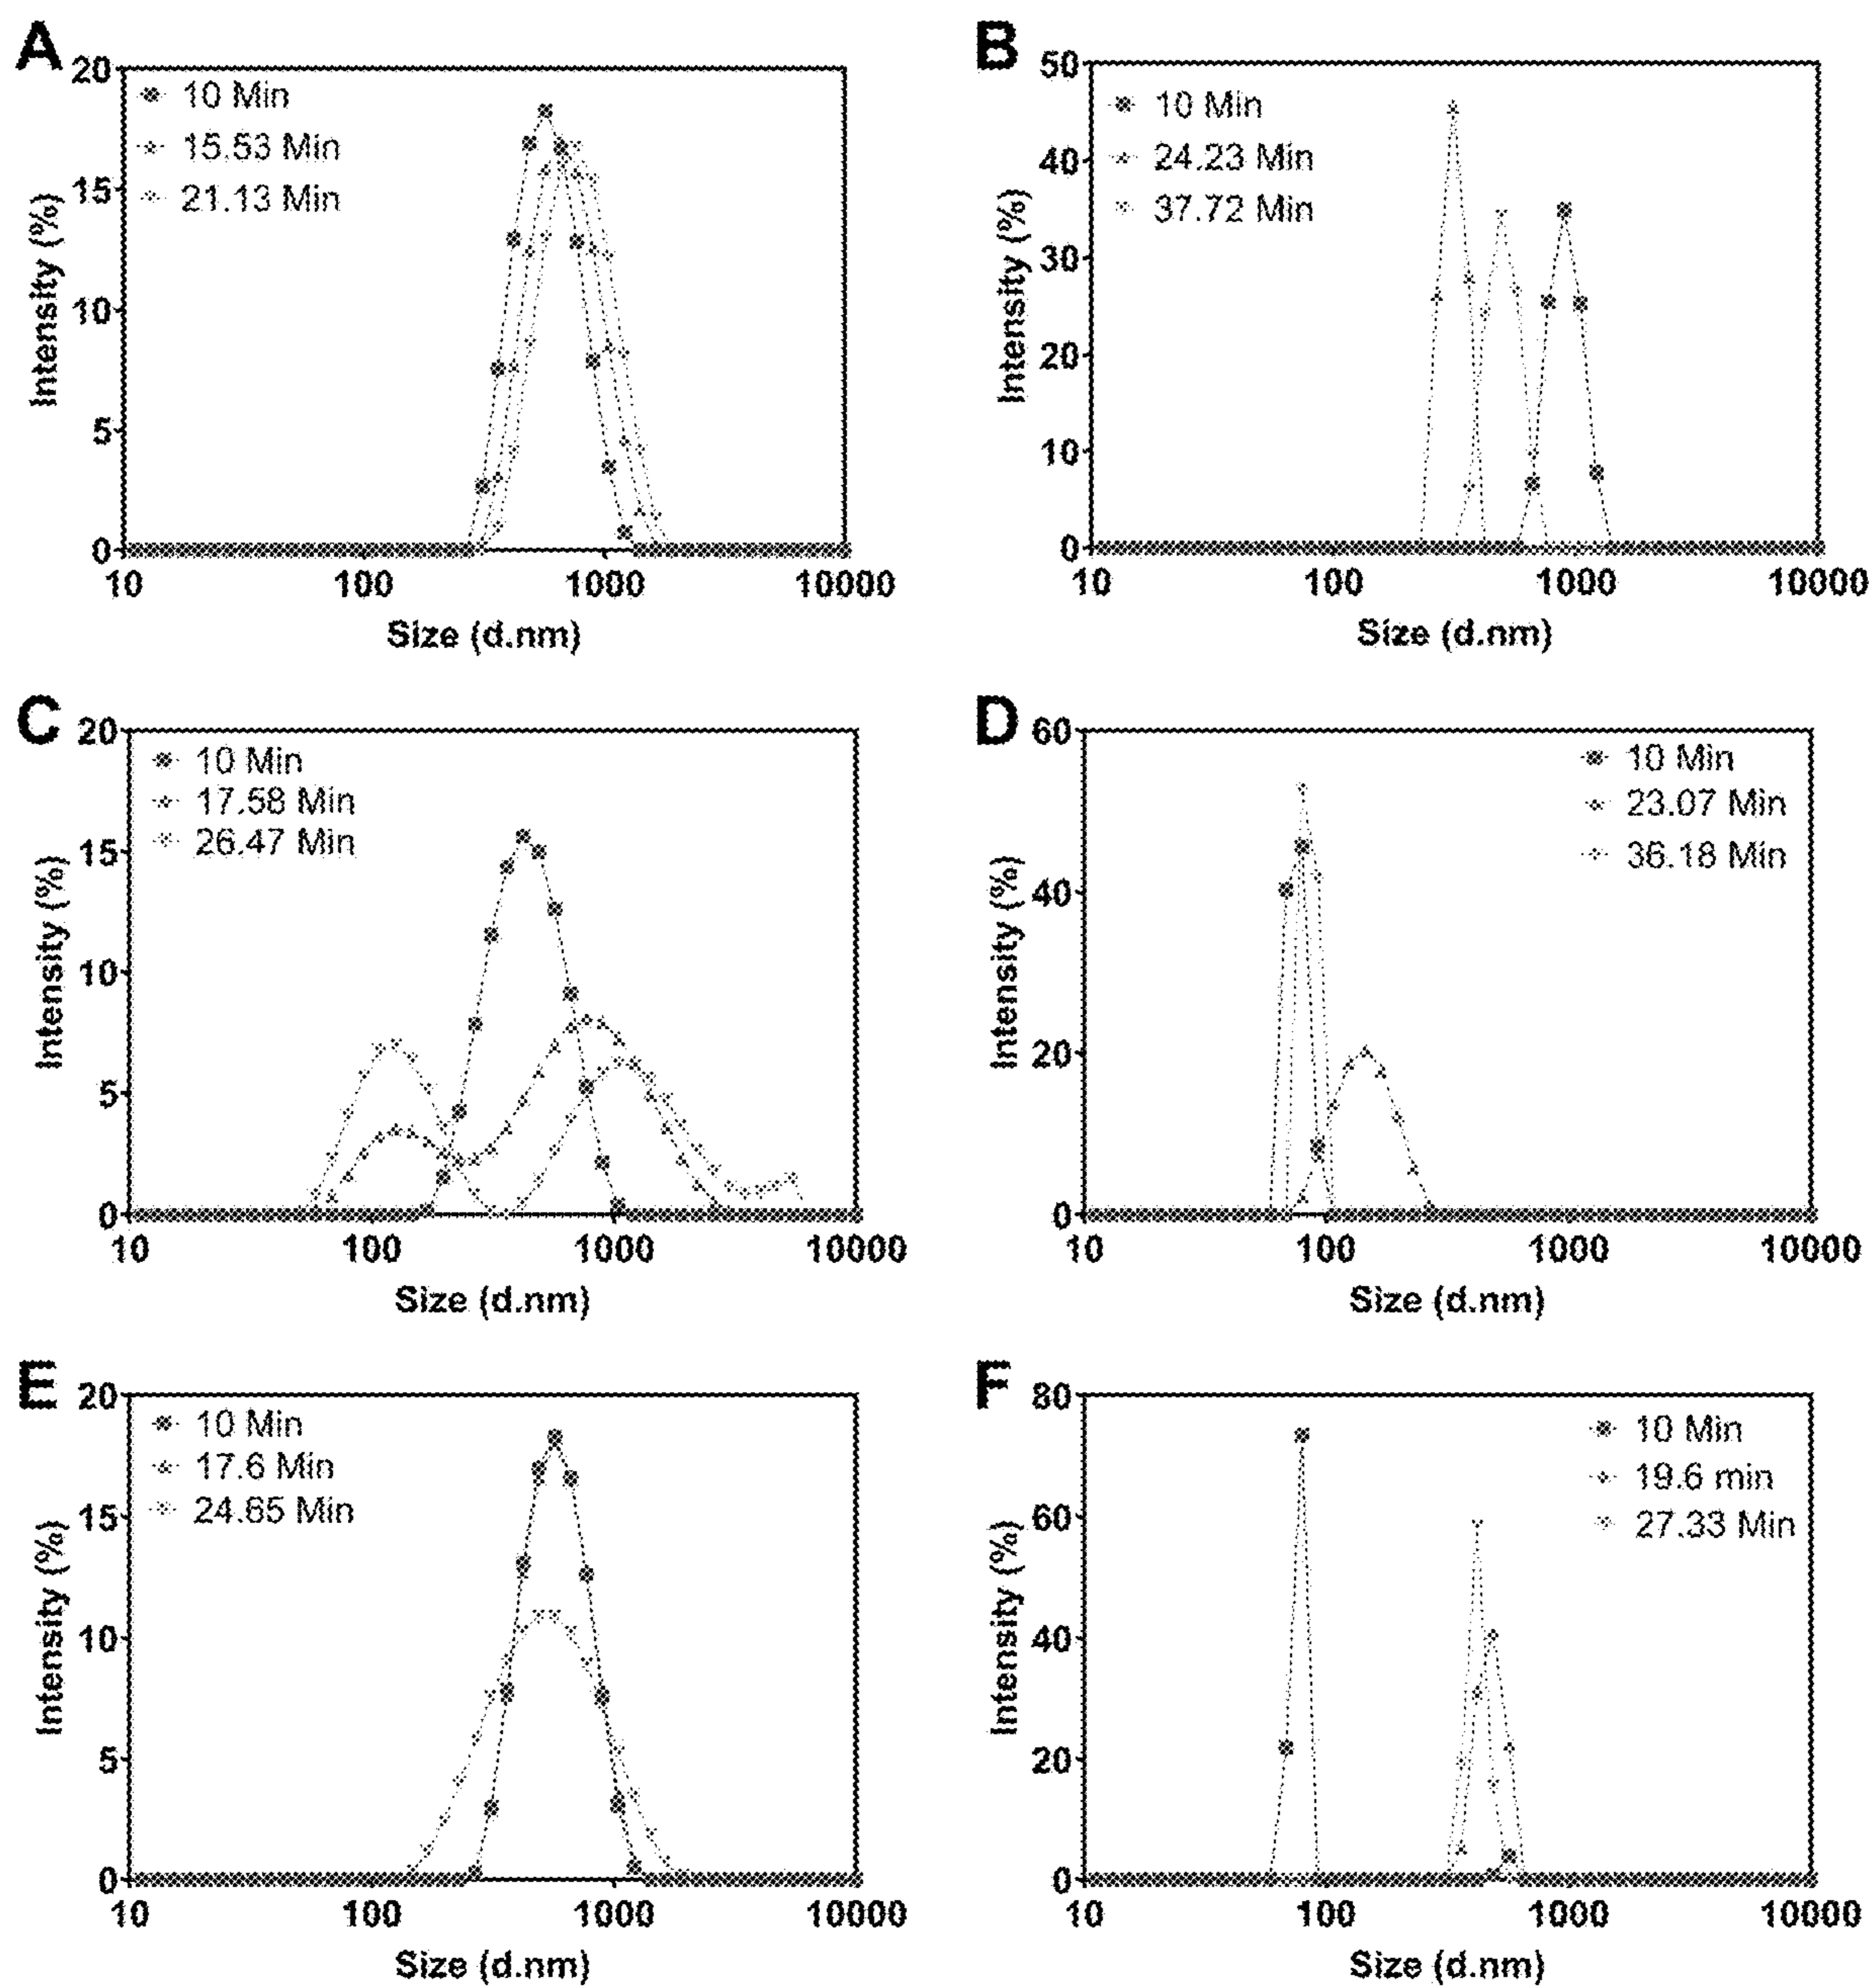 A
20
15
10
5
0
10 Min
15.53 Min
21.13 Min
Intensity (%)
10 100 1000 10000
Size (d.nm)
B
50
40
30
20
10
0
10 Min
24.23 Min
37.72 Min
Intensity (%)
10 100 1000 10000
Size (d.nm)
C
20
15
10
5
0
10 Min
17.58 Min
26.47 Min
Intensity (%)
10 100 1000 10000
Size (d.nm)
D
60
40
20
0
10 Min
23.07 Min
36.18 Min
Intensity (%)
10 100 1000 10000
Size (d.nm)
E
20
15
10
5
0
10 Min
17.6 Min
24.65 Min
Intensity (%)
10 100 1000 10000
Size (d.nm)
F
80
60
40
20
0
10 Min
19.6 min
27.33 Min
Intensity (%)
10 100 1000 10000
Size (d.nm)